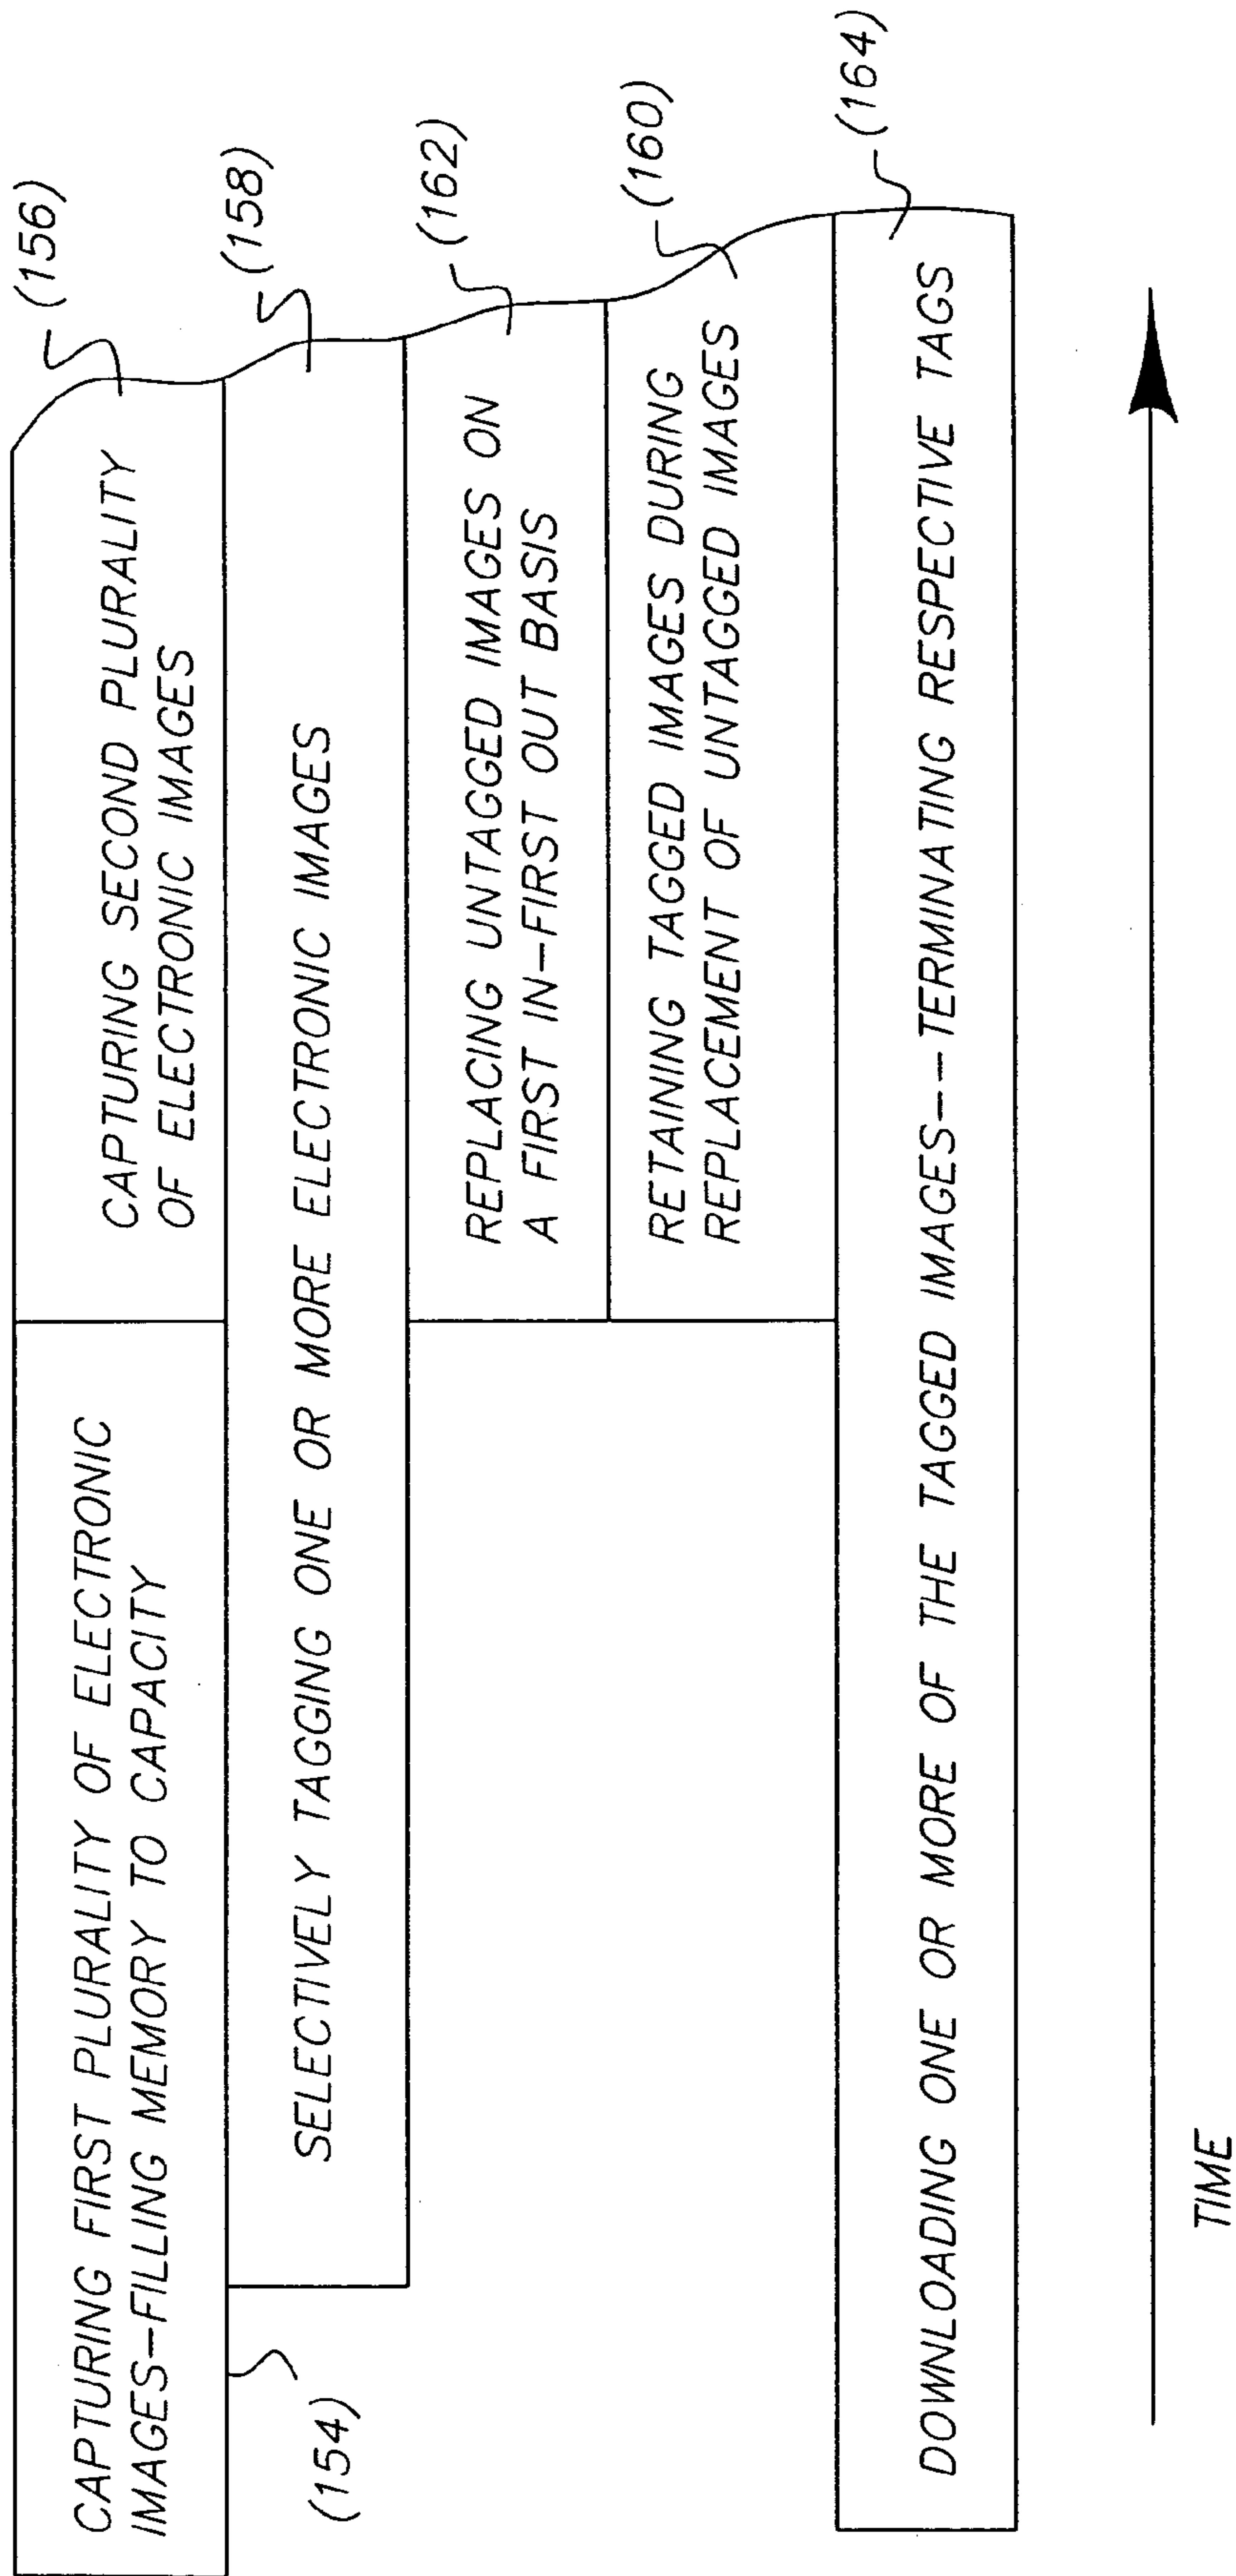 CAPTURING FIRST PLURALITY OF ELECTRONIC
IMAGES—FILLING MEMORY TO CAPACITY
(154)
CAPTURING SECOND PLURALITY
OF ELECTRONIC IMAGES
(156)
SELECTIVELY TAGGING ONE OR MORE ELECTRONIC IMAGES
(158)
REPLACING UNTAGGED IMAGES ON
A FIRST IN—FIRST OUT BASIS
(162)
RETAINING TAGGED IMAGES DURING
REPLACEMENT OF UNTAGGED IMAGES
(160)
DOWNLOADING ONE OR MORE OF THE TAGGED IMAGES——TERMINATING RESPECTIVE TAGS
(164)
TIME